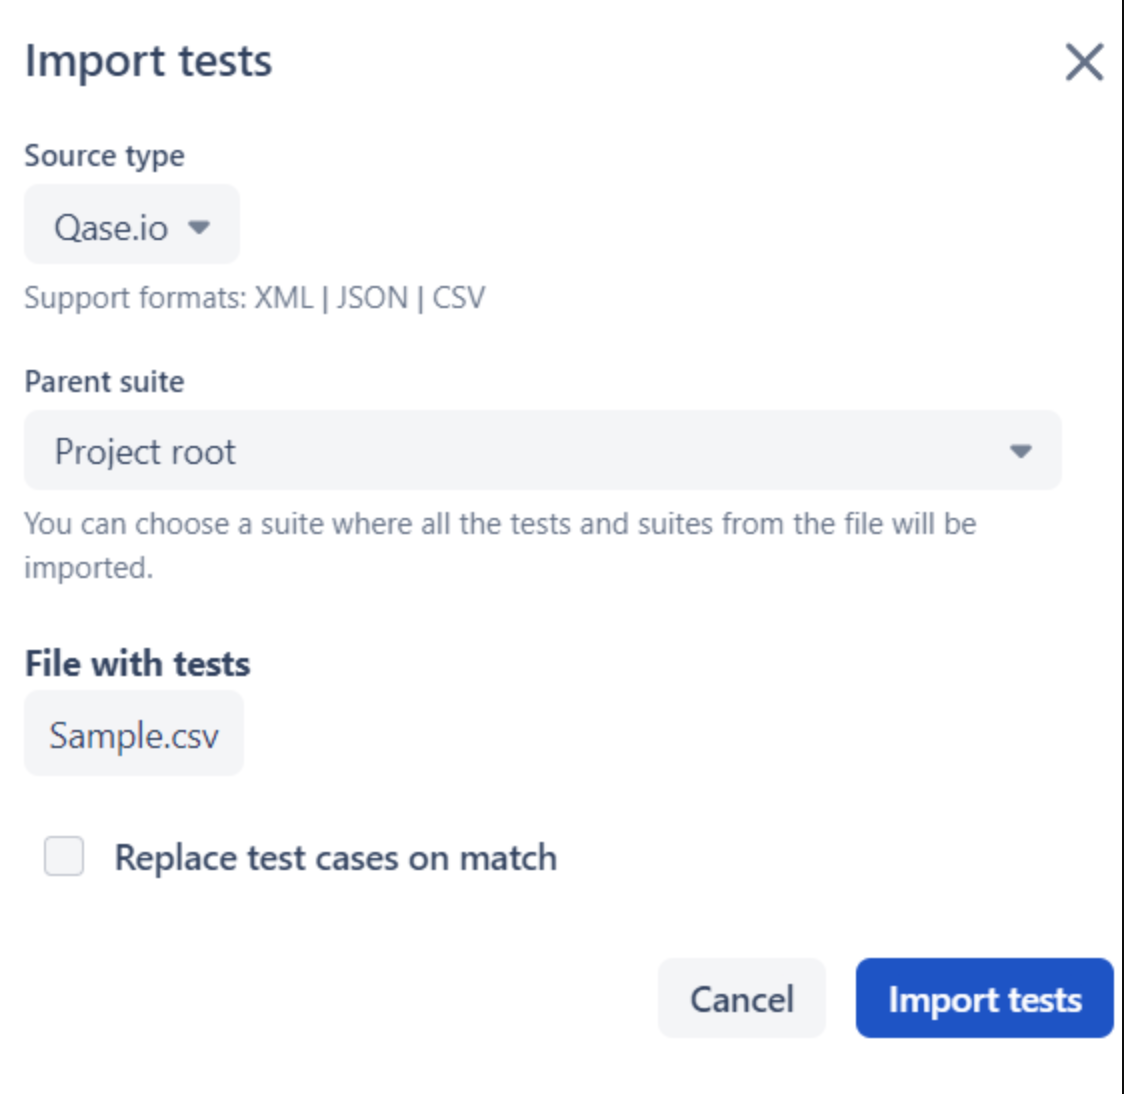 Import tests
Source type
Qase.io
Support formats: XML | JSON | CSV
Parent suite
Project root
You can choose a suite where all the tests and suites from the file will be
imported.
File with tests
Sample.csv
Replace test cases on match
Cancel
Import tests